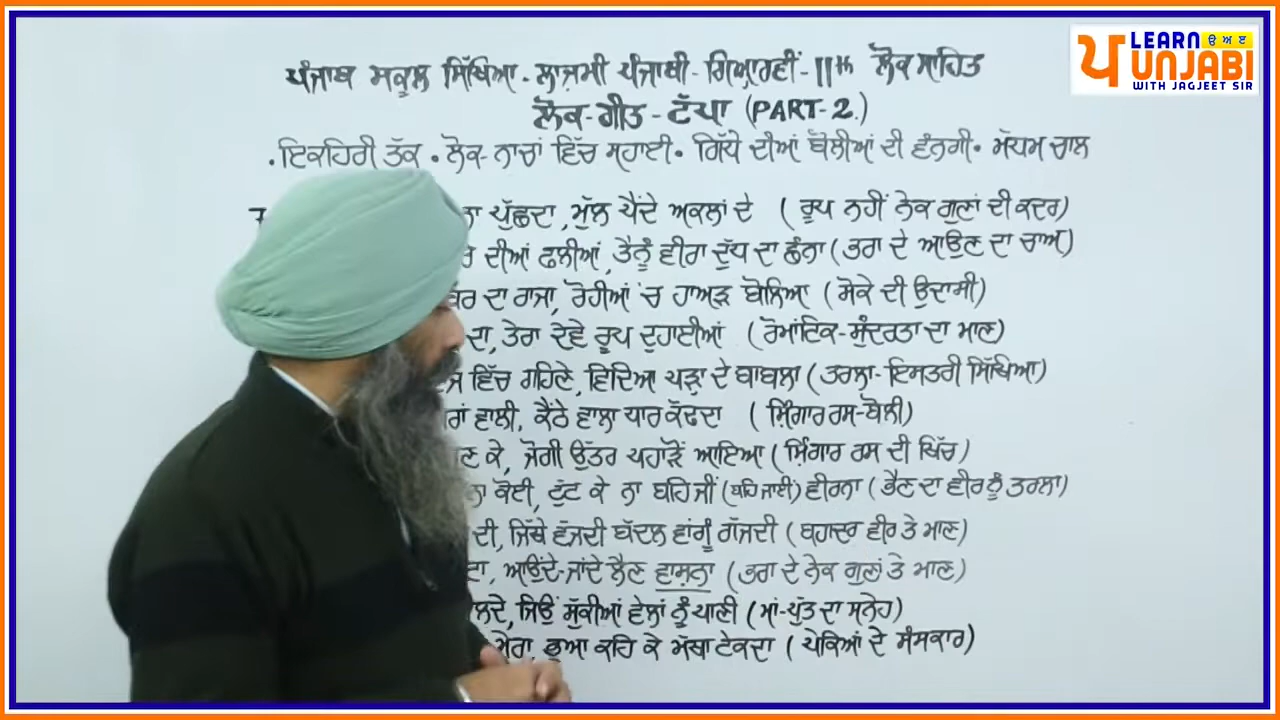 LEARN ੳ ਅ ੲ
ਪੰUNJABI
WITH JAGJEET SIR
ਪੰਜਾਬ ਸਕੂਲ ਸਿੱਖਿਆ - ਲਾਜ਼ਮੀ ਪੰਜਾਬੀ - ਗਿਆਰਵੀਂ - 11th ਲੋਕ ਸਾਹਿਤ
ਲੋਕ-ਗੀਤ - ਟੱਪਾ (PART-2.)
• ਇਕਹਿਰੀ ਤੁੱਕ • ਲੋਕ-ਨਾਚਾਂ ਵਿੱਚ ਸਹਾਈ • ਗਿੱਧੇ ਦੀਆਂ ਬੋਲੀਆਂ ਦੀ ਵੰਨਗੀ • ਮੱਧਮ ਚਾਲ
ਨਾ ਪੁੱਛਦਾ, ਮੁੱਲ ਪੈਂਦੇ ਅਕਲਾਂ ਦੇ (ਰੂਪ ਨਹੀਂ ਨੇਕ ਗੁਣਾਂ ਦੀ ਕਦਰ)
ਦੀਆਂ ਫਲੀਆਂ, ਤੈਨੂੰ ਵੀਰਾ ਦੁੱਧ ਦਾ ਛੰਨਾ (ਭਰਾ ਦੇ ਆਉਣ ਦਾ ਚਾਅ)
ਦਾ ਰਾਜਾ, ਰੋਹੀਆਂ 'ਚ ਹਾਅੜ ਬੋਲਿਆ (ਸੋਕੇ ਦੀ ਉਦਾਸੀ)
ਦਾ, ਤੇਰਾ ਦੇਵੇ ਰੂਪ ਦੁਹਾਈਆਂ (ਰੋਮਾਂਟਿਕ-ਸੁੰਦਰਤਾ ਦਾ ਮਾਣ)
ਵਿੱਚ ਗਹਿਣੇ, ਵਿਦਿਆ ਪੜ੍ਹਾ ਦੇ ਬਾਬਲਾ (ਤਰਲਾ-ਇਸਤਰੀ ਸਿੱਖਿਆ)
ਵਾਲੀ, ਕੈਂਠੇ ਵਾਲਾ ਧਾਰ ਕੱਢਦਾ (ਸ਼ਿੰਗਾਰ ਰਸ-ਬੋਲੀ)
ਕੇ, ਜੋਗੀ ਉੱਤਰ ਪਹਾੜੋਂ ਆਇਆ (ਸ਼ਿੰਗਾਰ ਰਸ ਦੀ ਖਿੱਚ)
ਨਾ ਕੋਈ, ਟੁੱਟ ਕੇ ਨਾ ਬਹਿ ਜੀਂ (ਬਹਿ ਜਾਈਂ) ਵੀਰਨਾ (ਭੈਣ ਦਾ ਵੀਰ ਨੂੰ ਤਰਲਾ)
ਦੀ, ਜਿੱਥੇ ਵੱਜਦੀ ਬੱਦਲ ਵਾਂਗੂੰ ਗੱਜਦੀ (ਬਹਾਦਰ ਵੀਰ ਤੇ ਮਾਣ)
ਦਾ, ਆਉਂਦੇ-ਜਾਂਦੇ ਲੈਣ ਵਾਸ਼ਨਾ (ਭਰਾ ਦੇ ਨੇਕ ਗੁਣਾਂ ਤੇ ਮਾਣ)
ਲਦੇ, ਜਿਉਂ ਸੁੱਕੀਆਂ ਵੇਲਾਂ ਨੂੰ ਪਾਣੀ (ਮਾਂ-ਪੁੱਤ ਦਾ ਸਨੇਹ)
ਮੇਰਾ, ਭੂਆ ਕਹਿ ਕੇ ਮੱਥਾ ਟੇਕਦਾ (ਪੇਕਿਆਂ ਦੇ ਸੰਸਕਾਰ)